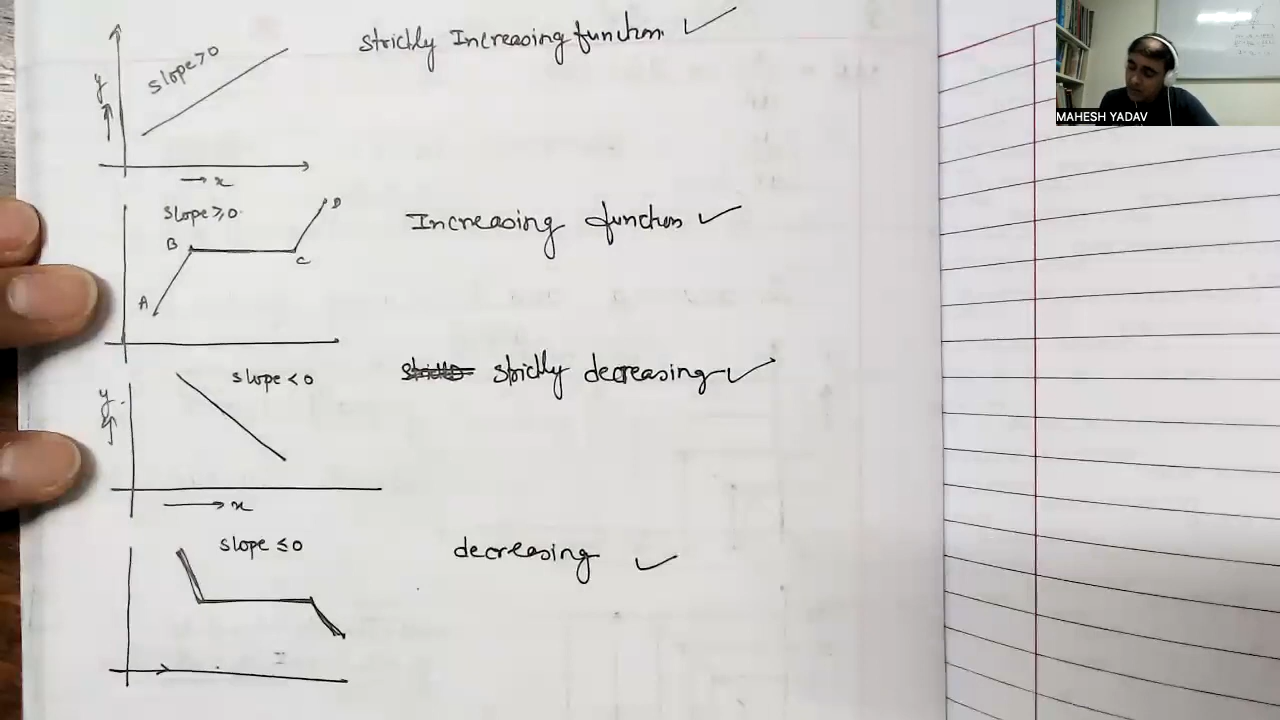 slope > 0
strictly Increasing function
y
x
slope ≥ 0
Increasing function
D
B
C
A
slope < 0
strictly decreasing
y
x
slope ≤ 0
decreasing
MAHESH YADAV